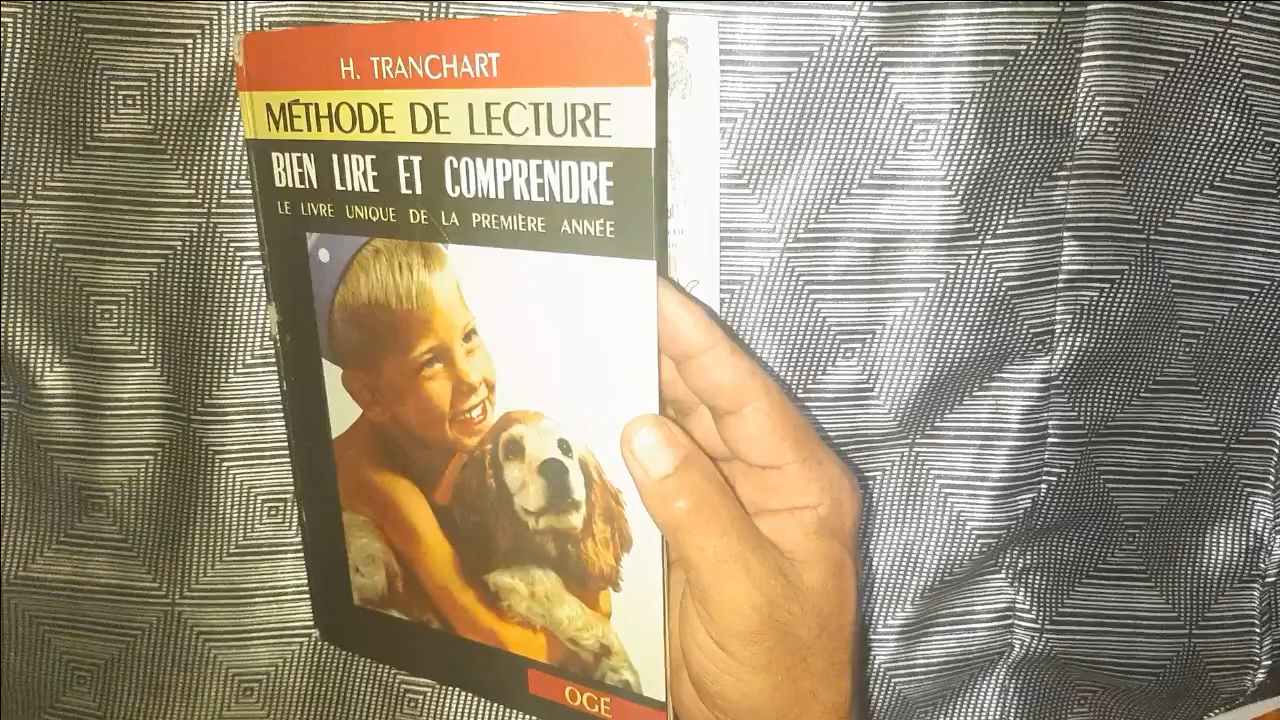 H. TRANCHART
MÉTHODE DE LECTURE
BIEN LIRE ET COMPRENDRE
LE LIVRE UNIQUE DE LA PREMIÈRE ANNÉE
OGE